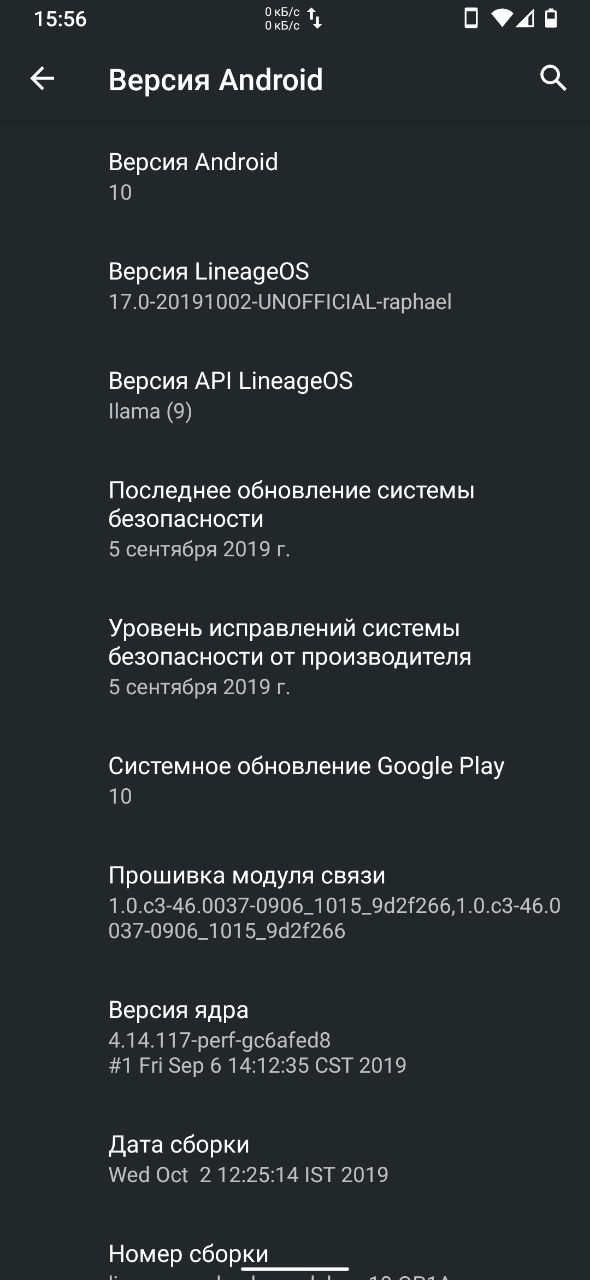 15:56
0 кБ/с
0 кБ/с
Версия Android
Версия Android
10
Версия LineageOS
17.0-20191002-UNOFFICIAL-raphael
Версия API LineageOS
Ilama (9)
Последнее обновление системы
безопасности
5 сентября 2019 г.
Уровень исправлений системы
безопасности от производителя
5 сентября 2019 г.
Системное обновление Google Play
10
Прошивка модуля связи
1.0.c3-46.0037-0906_1015_9d2f266,1.0.c3-46.0
037-0906_1015_9d2f266
Версия ядра
4.14.117-perf-gc6afed8
#1 Fri Sep 6 14:12:35 CST 2019
Дата сборки
Wed Oct  2 12:25:14 IST 2019
Номер сборки